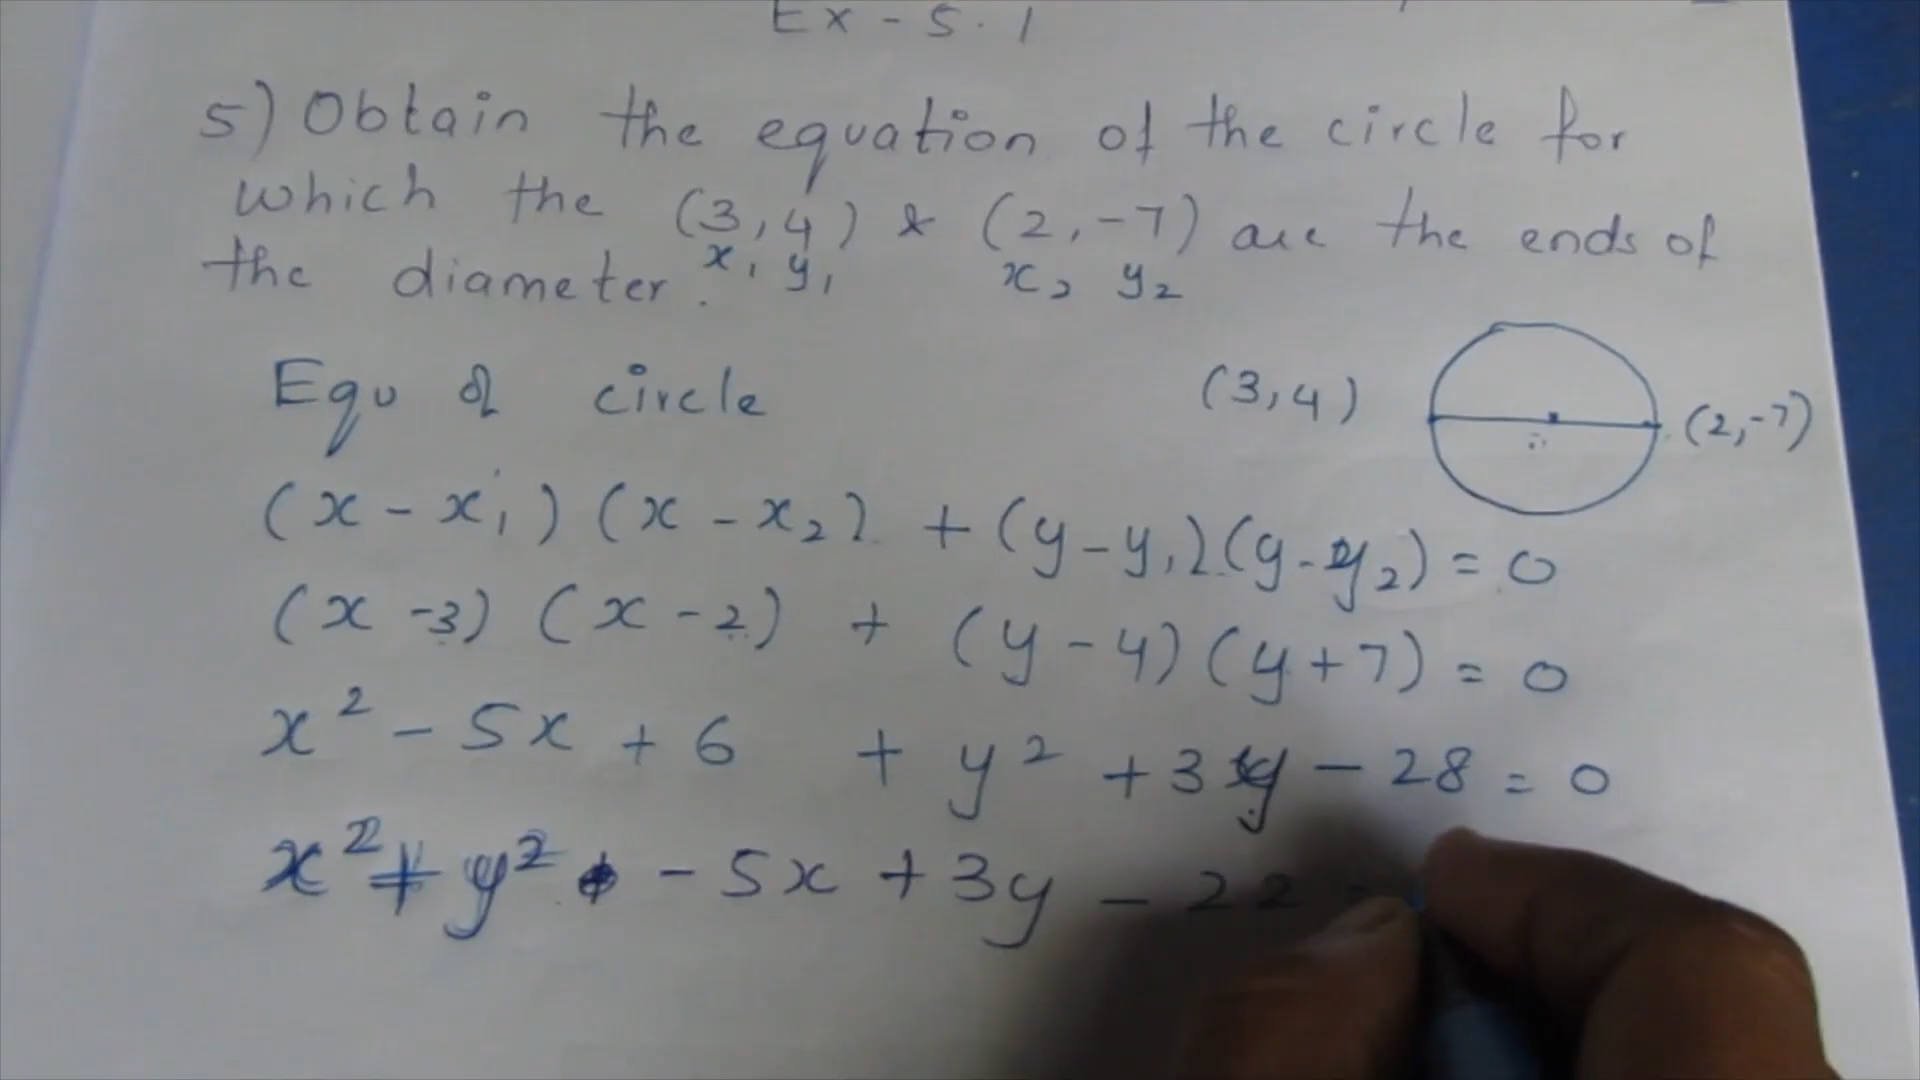 Ex - 5.1
5) Obtain the equation of the circle for
which the (3,4) & (2,-7) are the ends of
the diameter. x₁ y₁ x₂ y₂
Equ of circle
(3,4) (2,-7)
(x - x₁) (x - x₂) + (y - y₁) (y - y₂) = 0
(x - 3) (x - 2) + (y - 4) (y + 7) = 0
x² - 5x + 6 + y² + 3y - 28 = 0
x² + y² - 5x + 3y - 22 =